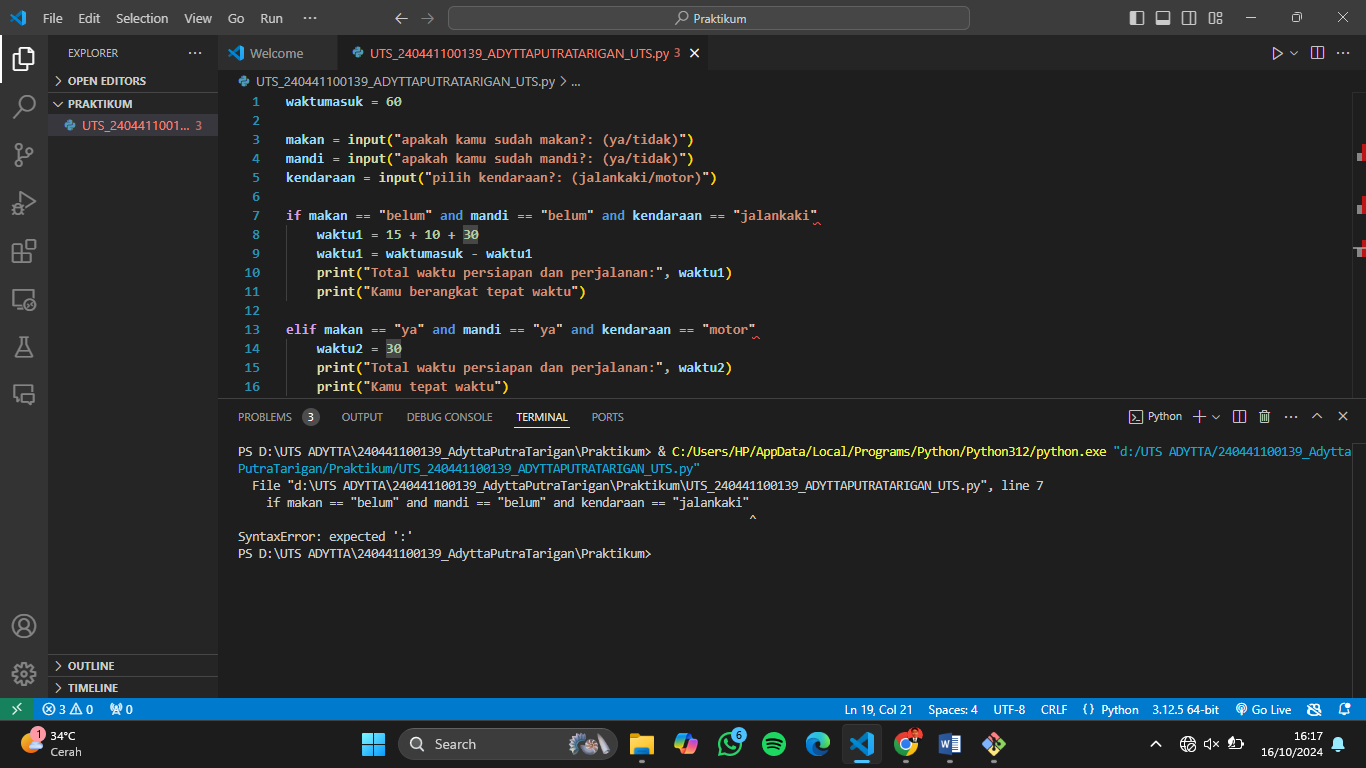 File Edit Selection View Go Run ··· Praktikum
EXPLORER ···
OPEN EDITORS
PRAKTIKUM
UTS_2404411001... 3
Welcome
UTS_240441100139_ADYTTAPUTRATARIGAN_UTS.py 3
UTS_240441100139_ADYTTAPUTRATARIGAN_UTS.py > ...
1 waktumasuk = 60
2
3 makan = input("apakah kamu sudah makan?: (ya/tidak)")
4 mandi = input("apakah kamu sudah mandi?: (ya/tidak)")
5 kendaraan = input("pilih kendaraan?: (jalankaki/motor)")
6
7 if makan == "belum" and mandi == "belum" and kendaraan == "jalankaki"
8 waktu1 = 15 + 10 + 30
9 waktu1 = waktumasuk - waktu1
10 print("Total waktu persiapan dan perjalanan:", waktu1)
11 print("Kamu berangkat tepat waktu")
12
13 elif makan == "ya" and mandi == "ya" and kendaraan == "motor"
14 waktu2 = 30
15 print("Total waktu persiapan dan perjalanan:", waktu2)
16 print("Kamu tepat waktu")
PROBLEMS 3 OUTPUT DEBUG CONSOLE TERMINAL PORTS Python
PS D:\UTS ADYTTA\240441100139_AdyttaPutraTarigan\Praktikum> & C:/Users/HP/AppData/Local/Programs/Python/Python312/python.exe "d:/UTS ADYTTA/240441100139_Adytta
PutraTarigan/Praktikum/UTS_240441100139_ADYTTAPUTRATARIGAN_UTS.py"
File "d:\UTS ADYTTA\240441100139_AdyttaPutraTarigan\Praktikum\UTS_240441100139_ADYTTAPUTRATARIGAN_UTS.py", line 7
if makan == "belum" and mandi == "belum" and kendaraan == "jalankaki"
^
SyntaxError: expected ':'
PS D:\UTS ADYTTA\240441100139_AdyttaPutraTarigan\Praktikum>
OUTLINE
TIMELINE
3 0 0 Ln 19, Col 21 Spaces: 4 UTF-8 CRLF {} Python 3.12.5 64-bit Go Live
1 34°C
Cerah
Search
6
16:17
16/10/2024